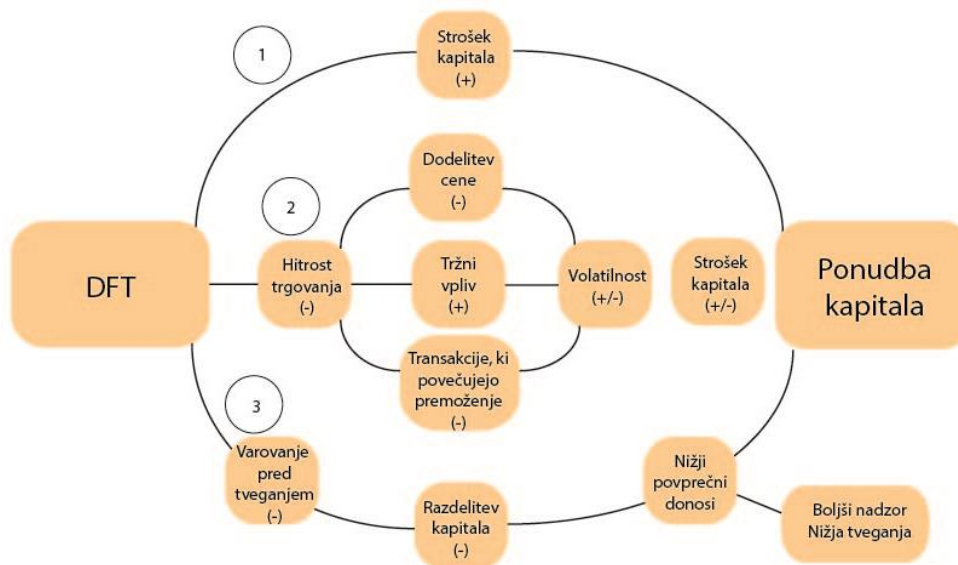 1
Strošek
kapitala
(+)
Dodelitev
cene
(-)
2
DFT
Hitrost
trgovanja
(-)
Tržni
vpliv
(+)
Volatilnost
(+/-)
Strošek
kapitala
(+/-)
Ponudba
kapitala
Transakcije, ki
povečujejo
premoženje
(-)
3
Varovanje
pred
tveganjem
(-)
Razdelitev
kapitala
(-)
Nižji
povprečni
donosi
Boljši nadzor
Nižja tveganja